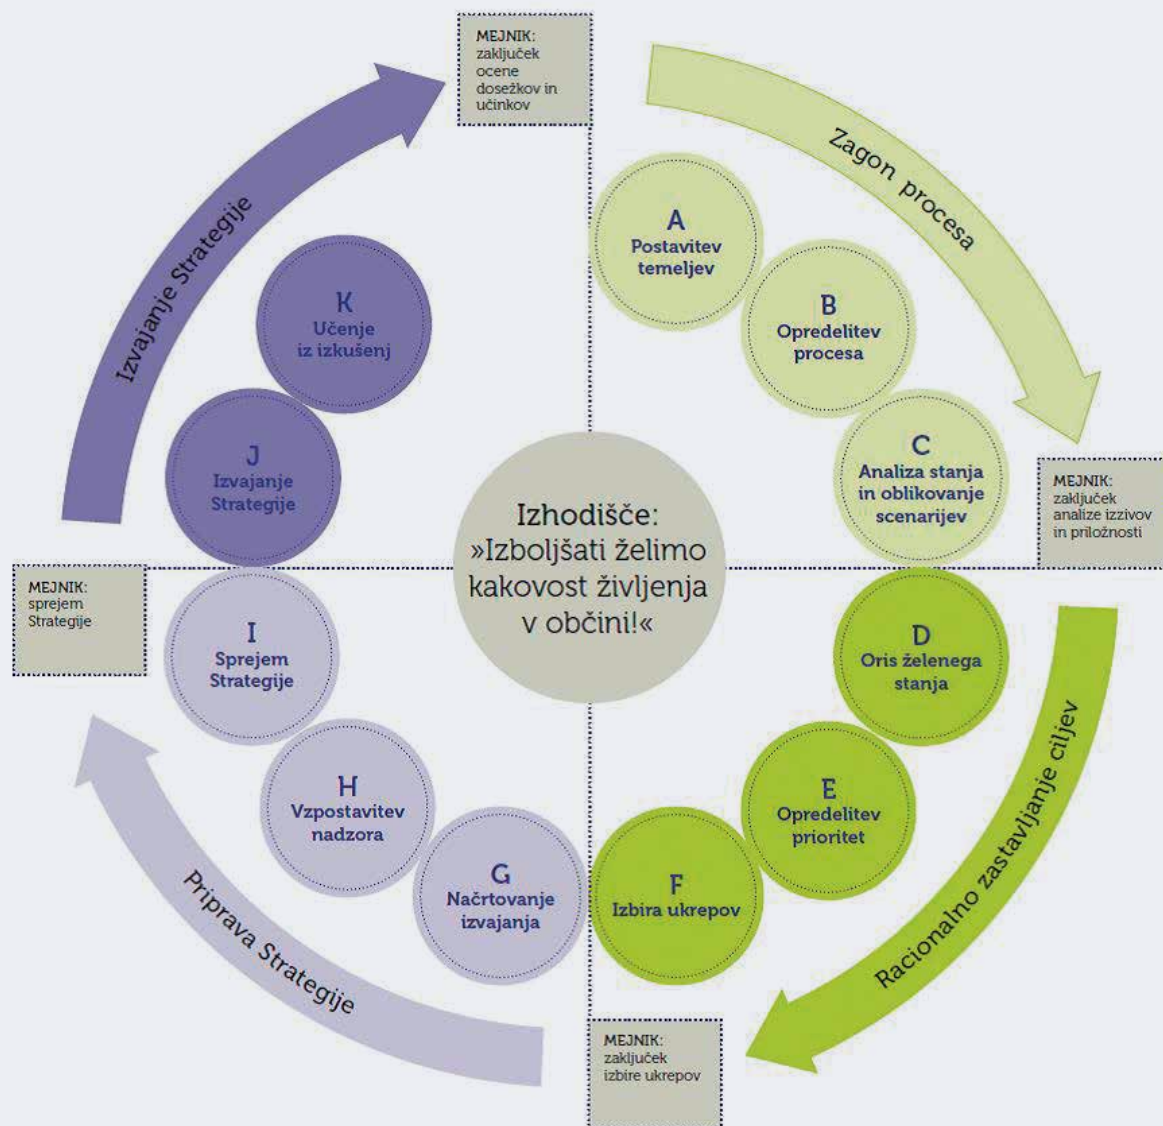 MEJNIK:
zaključek
ocene
dosežkov in
učinkov
Zagon procesa
A
Postavitev
temeljev
B
Opredelitev
procesa
C
Analiza stanja
in oblikovanje
scenarijev
MEJNIK:
zaključek
analize izzivov
in priložnosti
Racionalno zastavljanje ciljev
D
Oris želenega
stanja
E
Opredelitev
prioritet
F
Izbira ukrepov
MEJNIK:
zaključek
izbire ukrepov
Priprava Strategije
G
Načrtovanje
izvajanja
H
Vzpostavitev
nadzora
I
Sprejem
Strategije
MEJNIK:
sprejem
Strategije
Izvajanje Strategije
J
Izvajanje
Strategije
K
Učenje
iz izkušenj
Izhodišče:
»Izboljšati želimo
kakovost življenja
v občini!«